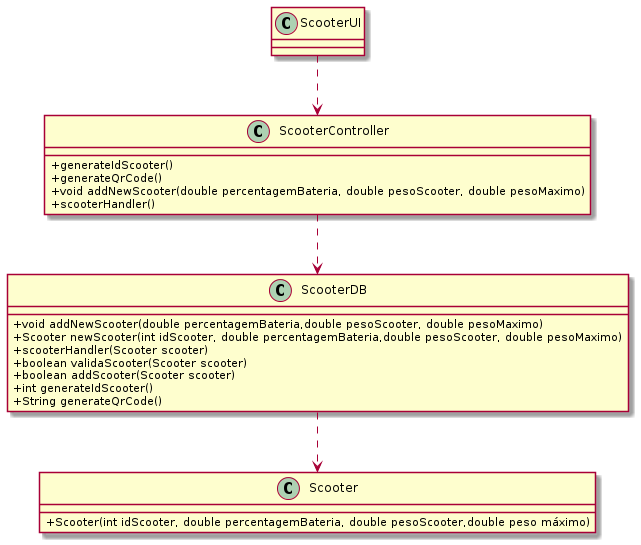 C ScooterUI
C ScooterController
+generateIdScooter()
+generateQrCode()
+void addNewScooter(double percentagemBateria, double pesoScooter, double pesoMaximo)
+scooterHandler()
C ScooterDB
+void addNewScooter(double percentagemBateria,double pesoScooter, double pesoMaximo)
+Scooter newScooter(int idScooter, double percentagemBateria,double pesoScooter, double pesoMaximo)
+scooterHandler(Scooter scooter)
+boolean validaScooter(Scooter scooter)
+boolean addScooter(Scooter scooter)
+int generateIdScooter()
+String generateQrCode()
C Scooter
+Scooter(int idScooter, double percentagemBateria, double pesoScooter,double peso máximo)